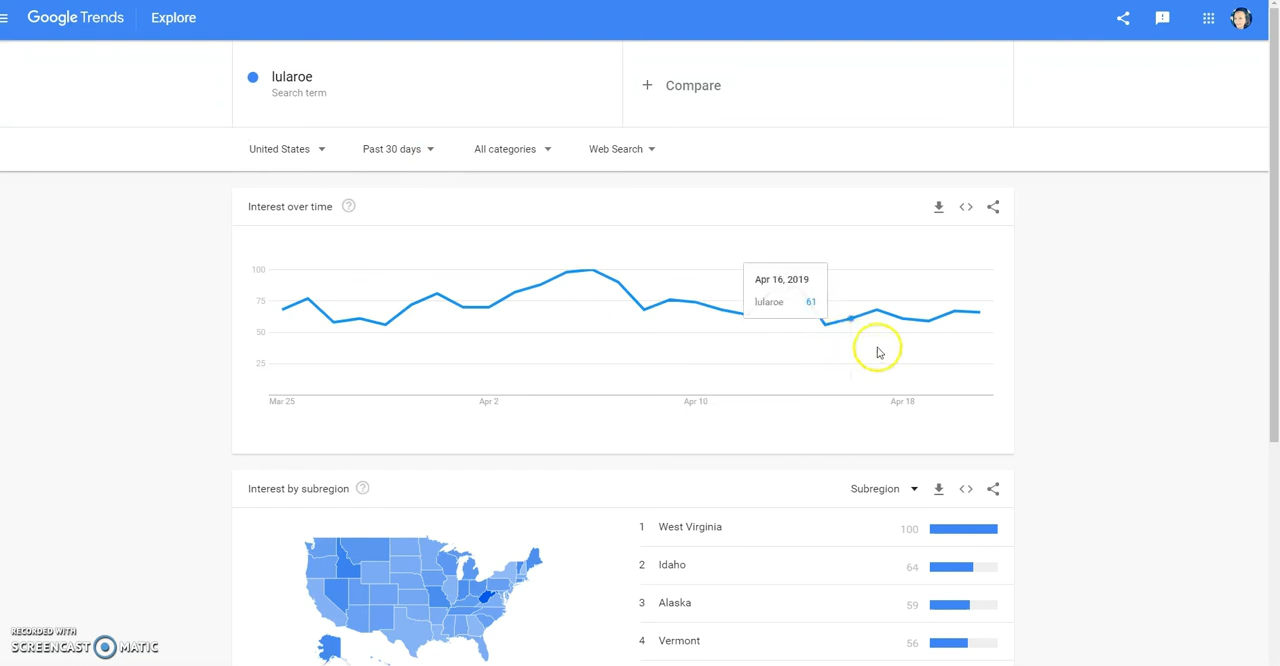 Google Trends Explore
lularoe
Search term
+ Compare
United States Past 30 days All categories Web Search
Interest over time
100
75
50
25
Apr 16, 2019
lularoe 61
Mar 25 Apr 2 Apr 10 Apr 18
Interest by subregion Subregion
1 West Virginia 100
2 Idaho 64
3 Alaska 59
4 Vermont 56
RECORDED WITH
SCREENCAST MATIC